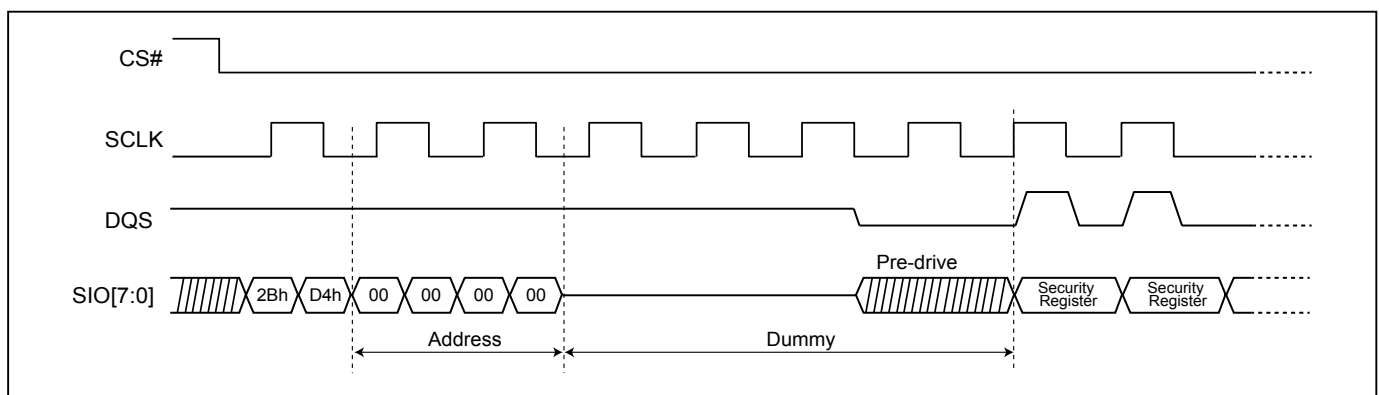 CS#
SCLK
DQS
Pre-drive
SIO[7:0]
2Bh D4h 00 00 00 00
Security
Register
Security
Register
Address
Dummy